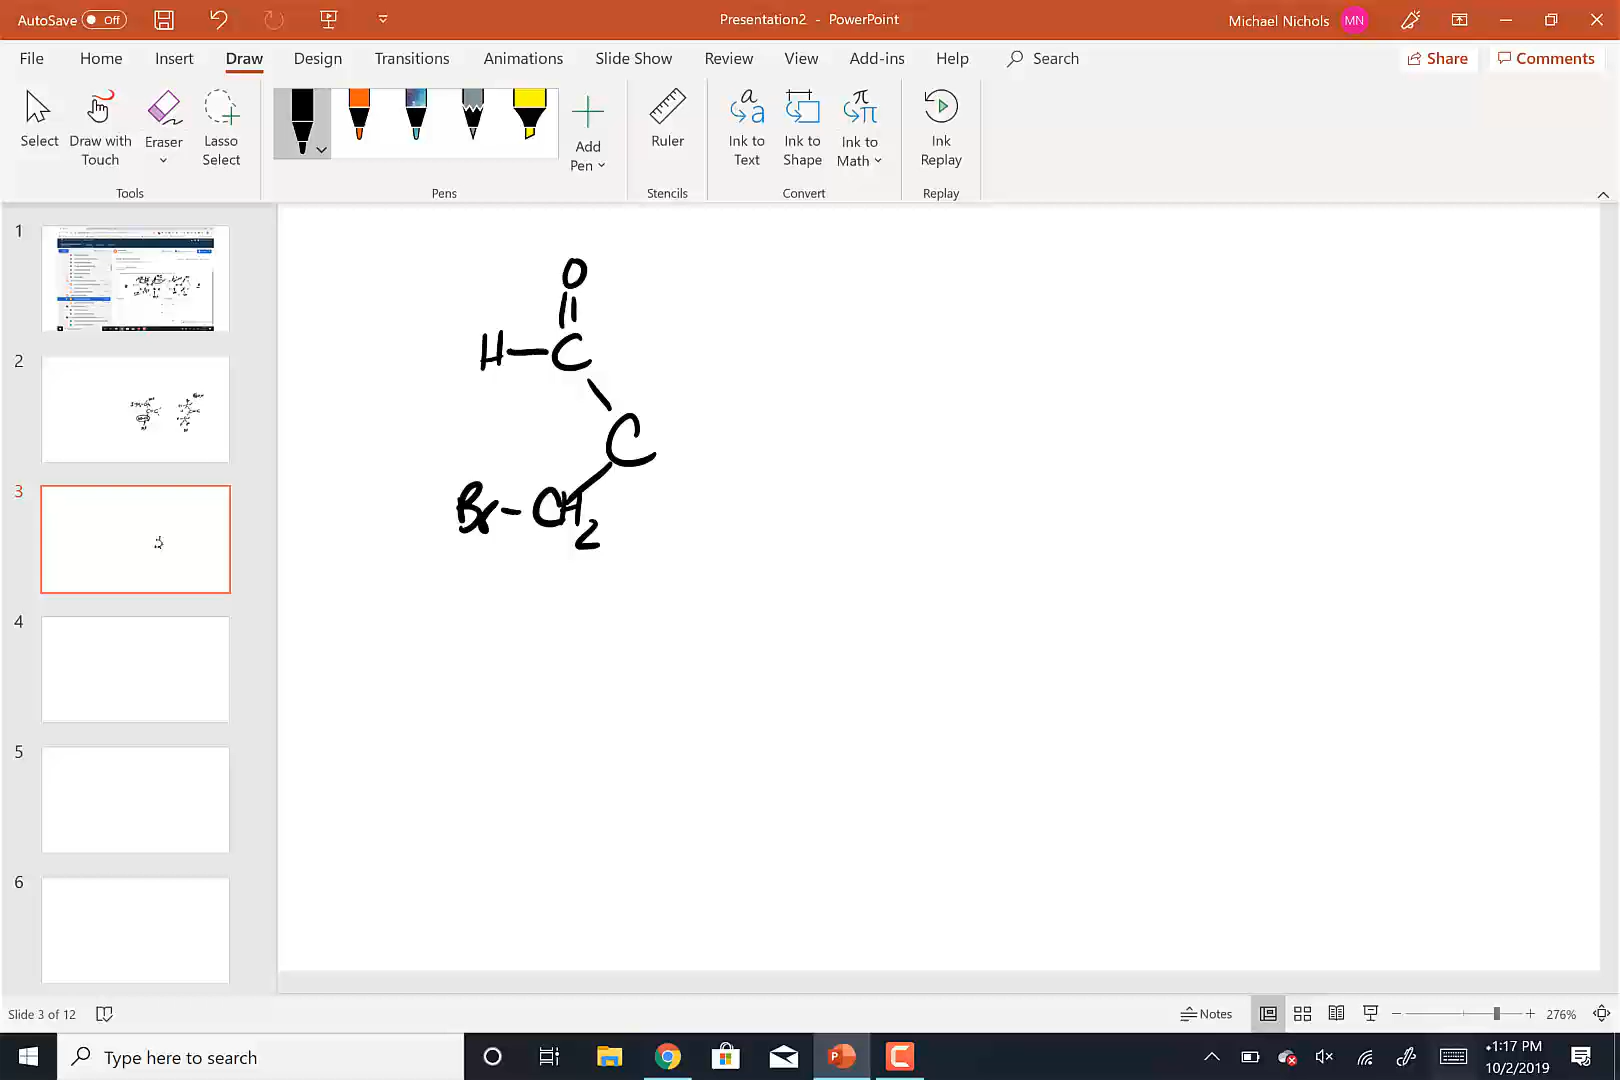 AutoSave Off
Presentation2 - PowerPoint
Michael Nichols MN
File Home Insert Draw Design Transitions Animations Slide Show Review View Add-ins Help Search
Share Comments
Select
Draw with Touch
Eraser
Lasso Select
Add Pen
Ruler
Ink to Text
Ink to Shape
Ink to Math
Ink Replay
Tools Pens Stencils Convert Replay
1
2
3
4
5
6
O
H—C
C
Br-CH2
Slide 3 of 12
Notes
276%
Type here to search
1:17 PM
10/2/2019